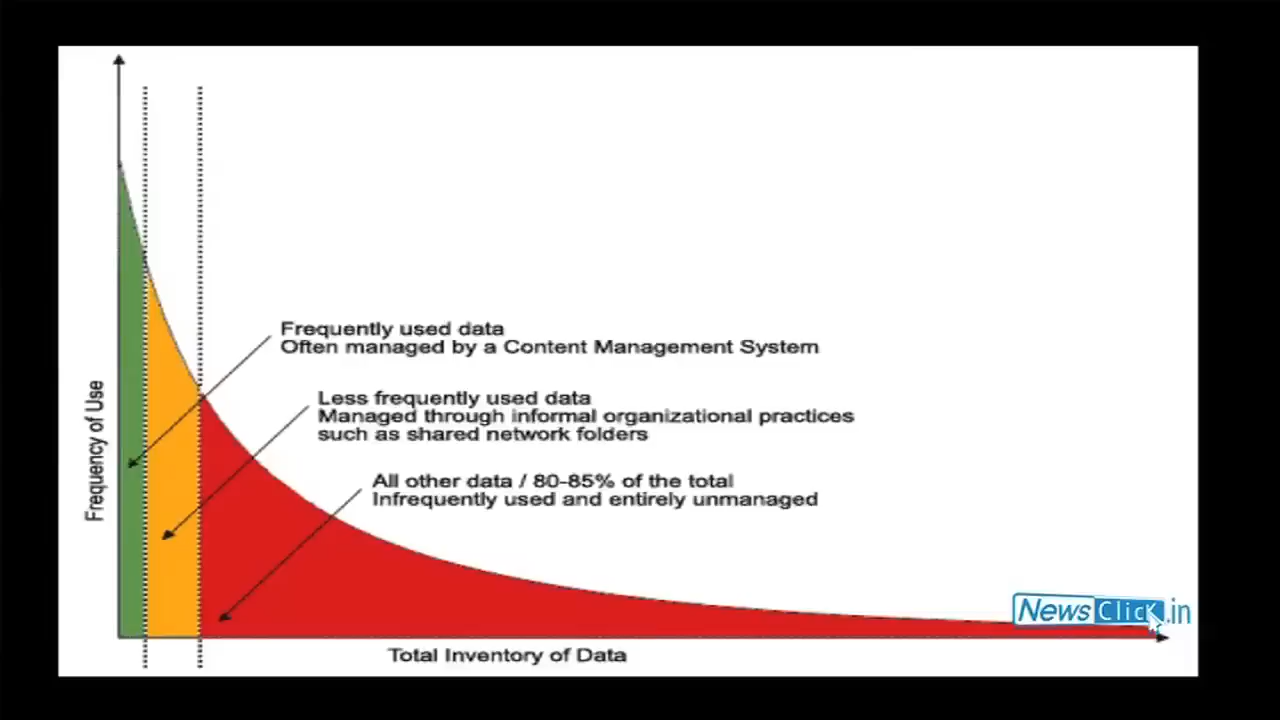 Frequently used data
Often managed by a Content Management System
Less frequently used data
Managed through informal organizational practices
such as shared network folders
All other data / 80-85% of the total
Infrequently used and entirely unmanaged
Frequency of Use
Total Inventory of Data
NewsClick.in